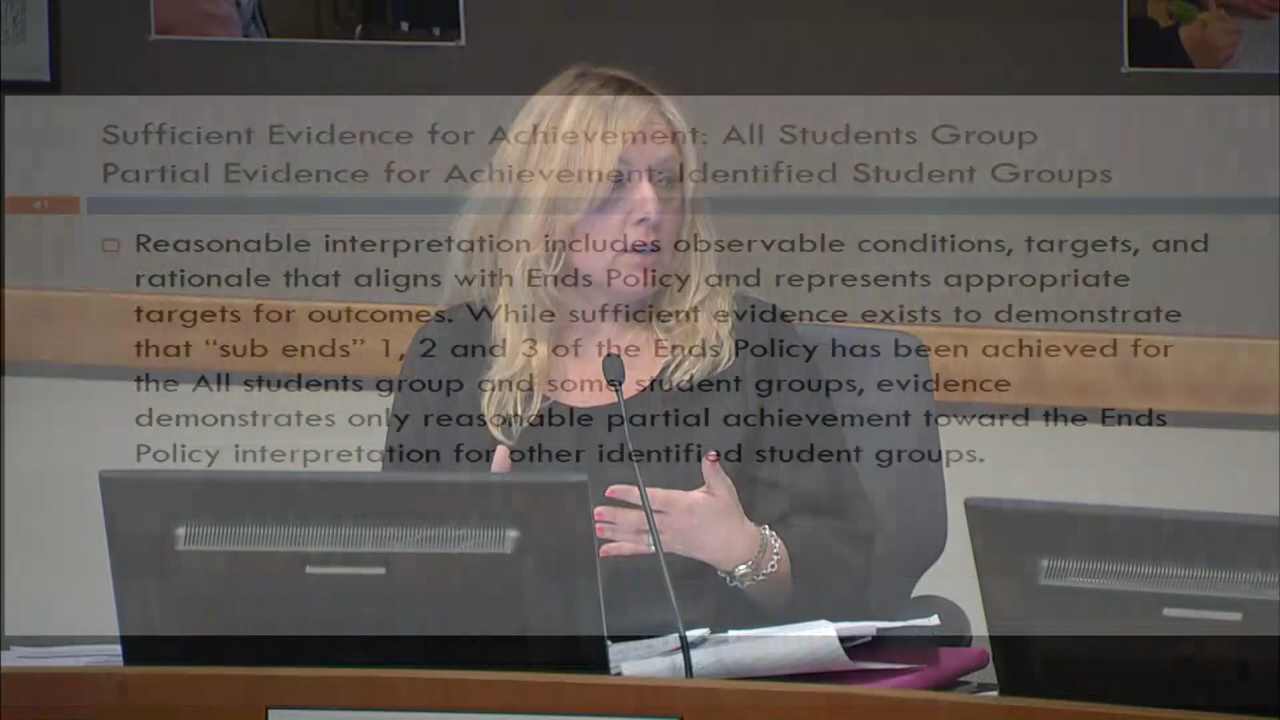 Sufficient Evidence for Achievement: All Students Group
Partial Evidence for Achievement: Identified Student Groups
41
Reasonable interpretation includes observable conditions, targets, and
rationale that aligns with Ends Policy and represents appropriate
targets for outcomes. While sufficient evidence exists to demonstrate
that “sub ends” 1, 2 and 3 of the Ends Policy has been achieved for
the All students group and some student groups, evidence
demonstrates only reasonable partial achievement toward the Ends
Policy interpretation for other identified student groups.